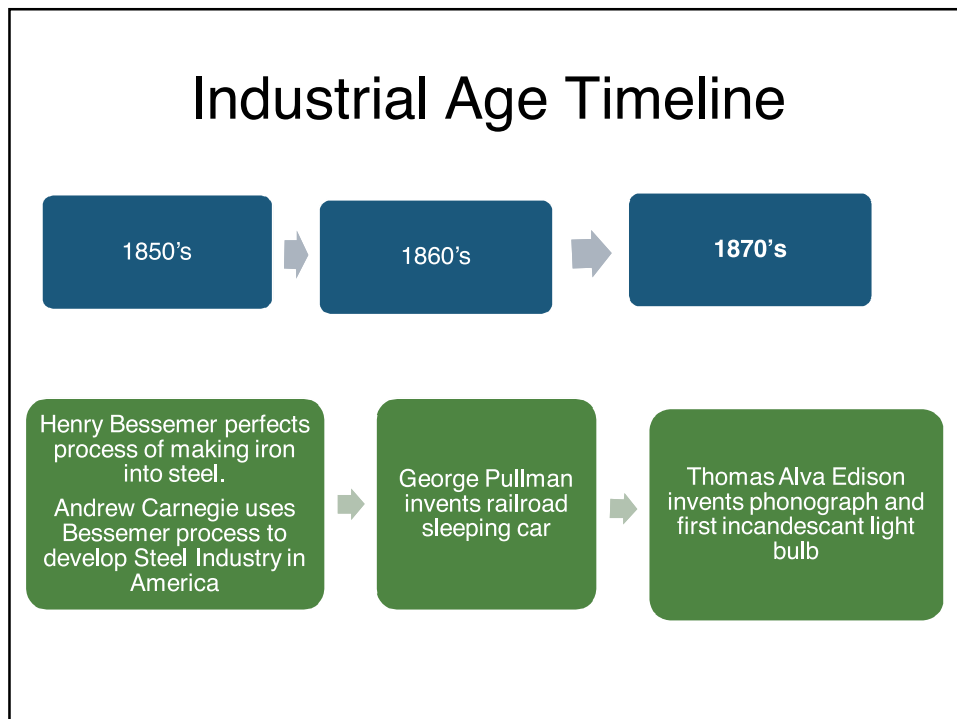 Industrial Age Timeline
1850's
1860's
1870's
Henry Bessemer perfects
process of making iron
into steel.
Andrew Carnegie uses
Bessemer process to
develop Steel Industry in
America
George Pullman
invents railroad
sleeping car
Thomas Alva Edison
invents phonograph and
first incandescant light
bulb